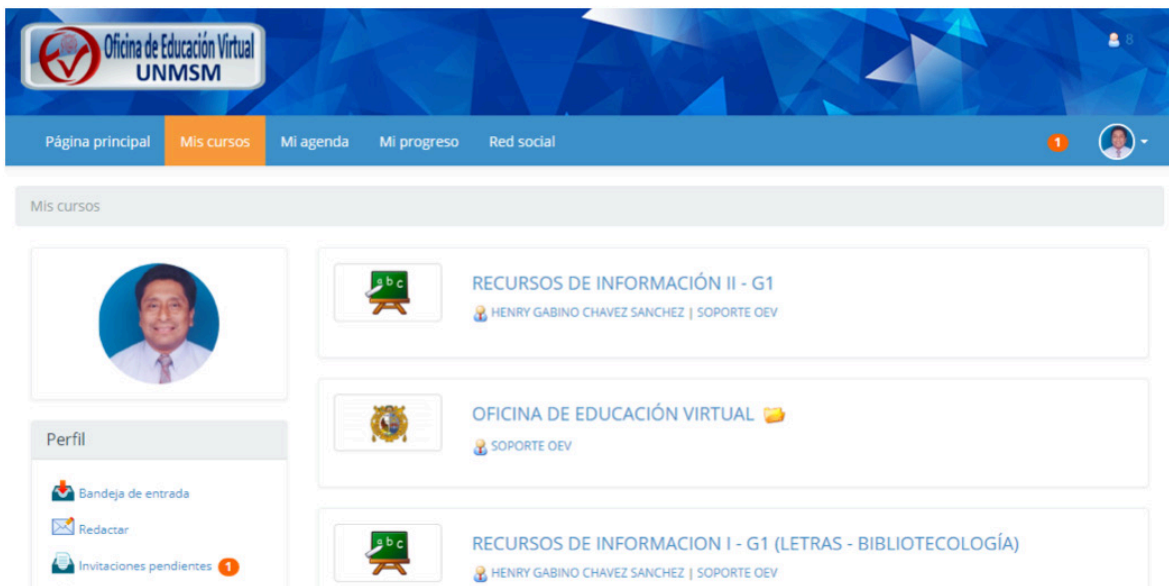 Oficina de Educación Virtual
UNMSM
8
Página principal Mis cursos Mi agenda Mi progreso Red social 1
Mis cursos
RECURSOS DE INFORMACIÓN II - G1
HENRY GABINO CHAVEZ SANCHEZ | SOPORTE OEV
OFICINA DE EDUCACIÓN VIRTUAL
SOPORTE OEV
Perfil
Bandeja de entrada
Redactar
Invitaciones pendientes 1
abc
RECURSOS DE INFORMACION I - G1 (LETRAS - BIBLIOTECOLOGÍA)
HENRY GABINO CHAVEZ SANCHEZ | SOPORTE OEV